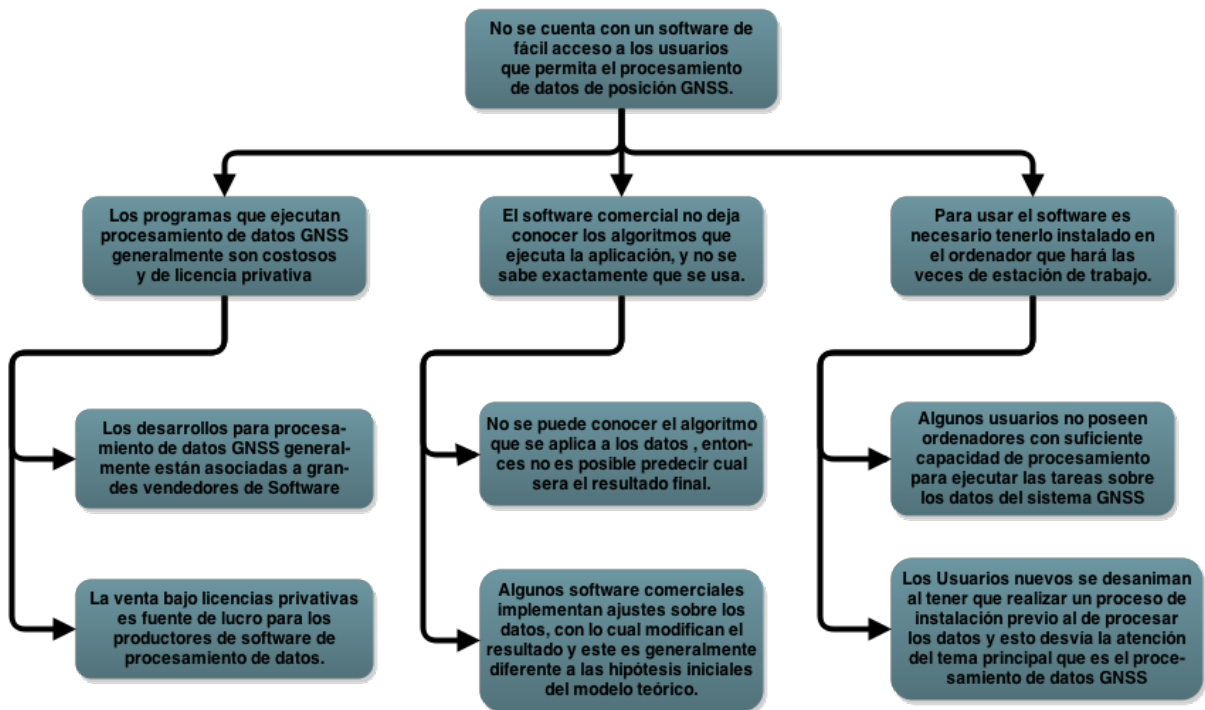 No se cuenta con un software de
fácil acceso a los usuarios
que permita el procesamiento
de datos de posición GNSS.
Los programas que ejecutan
procesamiento de datos GNSS
generalmente son costosos
y de licencia privativa
El software comercial no deja
conocer los algoritmos que
ejecuta la aplicación, y no se
sabe exactamente que se usa.
Para usar el software es
necesario tenerlo instalado en
el ordenador que hará las
veces de estación de trabajo.
Los desarrollos para procesa-
miento de datos GNSS general-
mente están asociadas a gran-
des vendedores de Software
No se puede conocer el algoritmo
que se aplica a los datos , enton-
ces no es posible predecir cual
sera el resultado final.
Algunos usuarios no poseen
ordenadores con suficiente
capacidad de procesamiento
para ejecutar las tareas sobre
los datos del sistema GNSS
La venta bajo licencias privativas
es fuente de lucro para los
productores de software de
procesamiento de datos.
Algunos software comerciales
implementan ajustes sobre los
datos, con lo cual modifican el
resultado y este es generalmente
diferente a las hipótesis iniciales
del modelo teórico.
Los Usuarios nuevos se desaniman
al tener que realizar un proceso de
instalación previo al de procesar
los datos y esto desvía la atención
del tema principal que es el proce-
samiento de datos GNSS